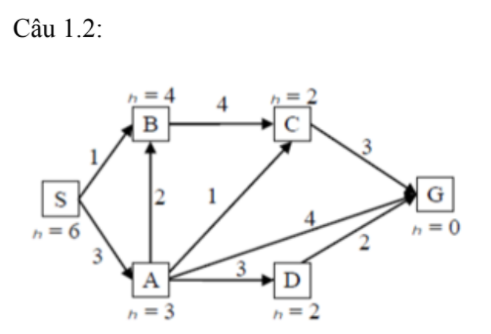 Câu 1.2:
h = 4
4
h = 2
B
C
1
3
S
2
1
G
h = 6
4
h = 0
3
3
2
A
D
h = 3
h = 2